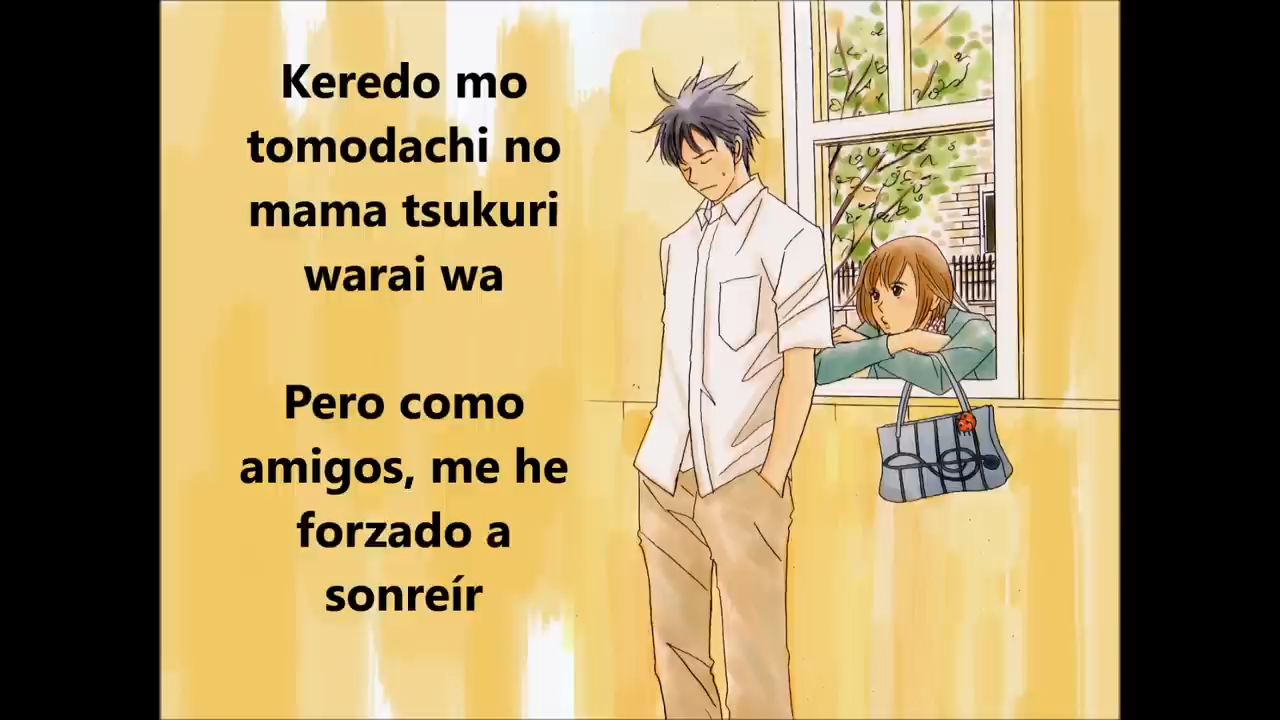 Keredo mo
tomodachi no
mama tsukuri
warai wa
Pero como
amigos, me he
forzado a
sonreír